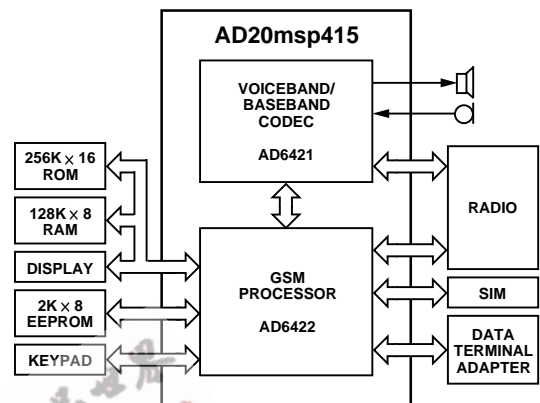 AD20msp415
VOICEBAND/
BASEBAND
CODEC
AD6421
256K × 16
ROM
128K × 8
RAM
DISPLAY
2K × 8
EEPROM
KEYPAD
GSM
PROCESSOR
AD6422
RADIO
SIM
DATA
TERMINAL
ADAPTER